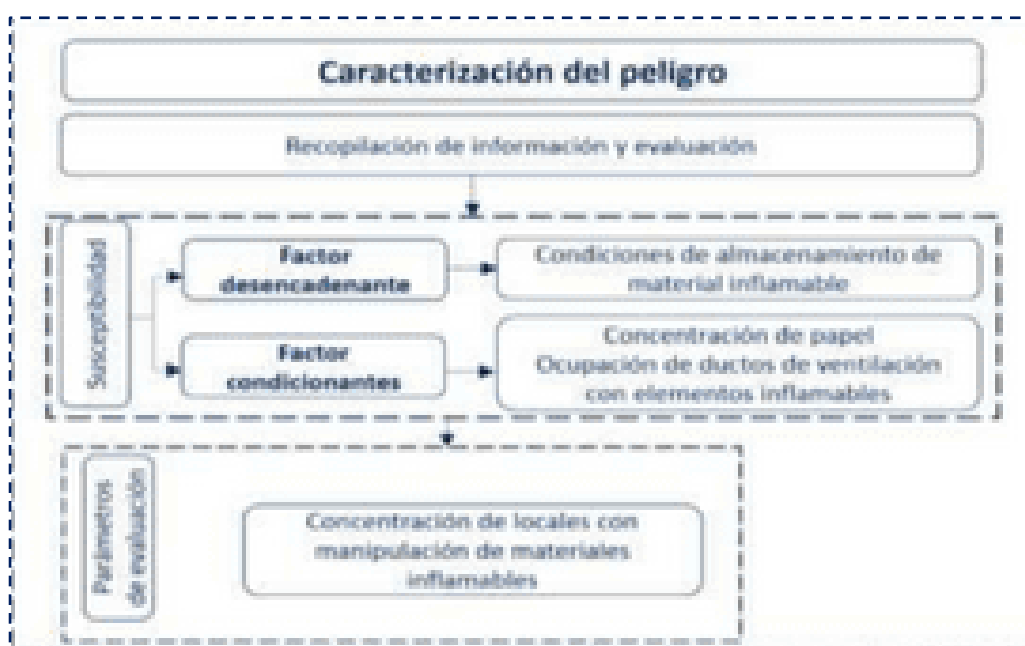 Caracterización del peligro
Recopilación de información y evaluación
Susceptibilidad
Factor
desencadenante
Condiciones de almacenamiento de
material inflamable
Factor
condicionantes
Concentración de papel
Ocupación de ductos de ventilación
con elementos inflamables
Parámetros
de evaluación
Concentración de locales con
manipulación de materiales
inflamables